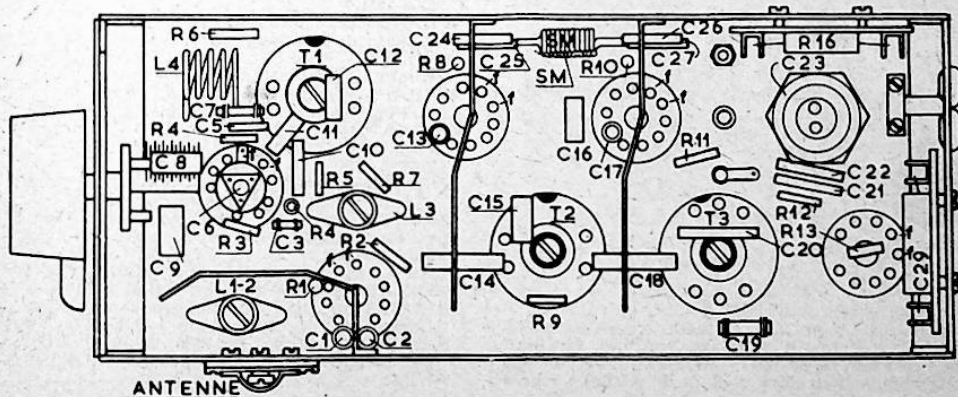 R6
C24
SM
C26
L4
T1
C12
R8
C25
SM
R10
C27
C23
R16
C7a
C5
R4
C11
C13
C16
C17
R11
C8
C10
R5
R7
C22
C21
R12
C6
R3
C3
R4
L3
C15
T2
T3
R13
C9
R2
C14
C18
C20
C29
L1-2
R1
R9
C1
C2
C19
ANTENNE